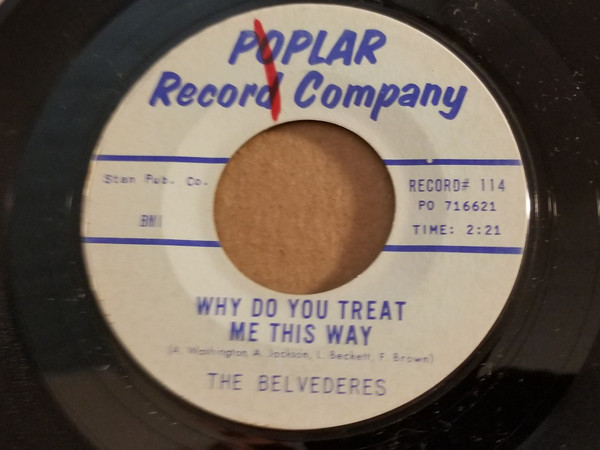 POPLAR
Record Company
Stan Pub. Co.
BMI
RECORD# 114
PO 716621
TIME: 2:21
WHY DO YOU TREAT
ME THIS WAY
(A. Washington A. Jackson, L. Beckett, F. Brown)
THE BELVEDERES